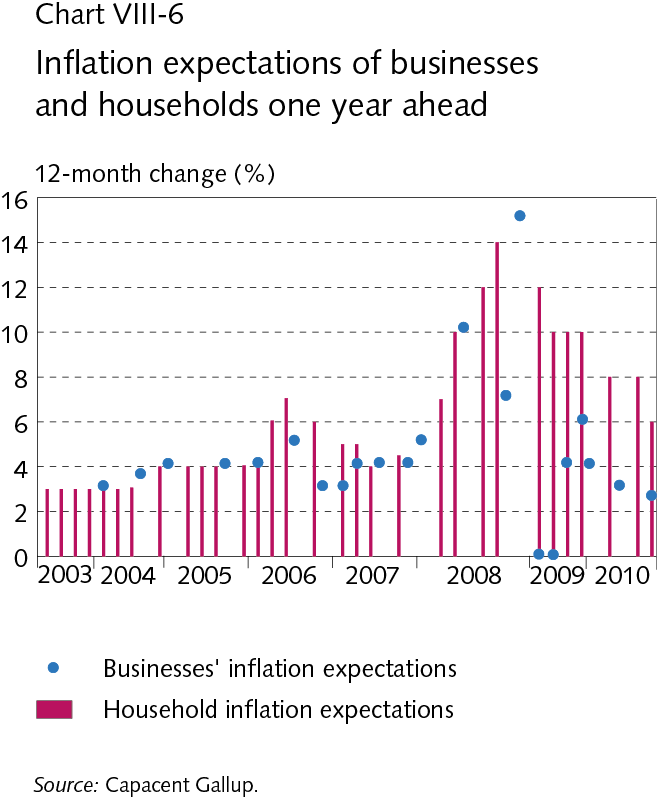 Chart VIII-6
Inflation expectations of businesses
and households one year ahead
12-month change (%)
16
14
12
10
8
6
4
2
0
2003 2004 2005 2006 2007 2008 2009 2010
Businesses' inflation expectations
Household inflation expectations
Source: Capacent Gallup.